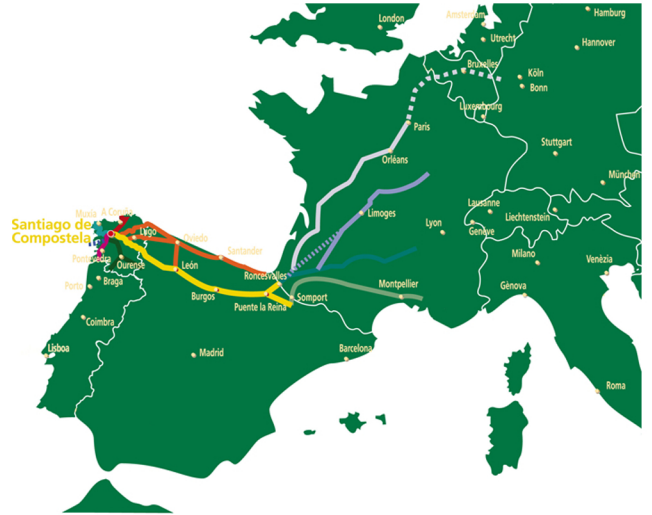 London
Amsterdam
Hamburg
Utrecht
Hannover
Bruxelles
Köln
Bonn
Luxembourg
Paris
Stuttgart
Orléans
München
Lausanne
Muxía
A Coruña
Limoges
Liechtenstein
Santiago de
Compostela
Lugo
Lyon
Genève
Oviedo
Santander
Milano
Venèzia
Pontevedra
Ourense
León
Roncesvalles
Porto
Braga
Burgos
Somport
Montpellier
Gènova
Puente la Reina
Coimbra
Lisboa
Madrid
Barcelona
Roma